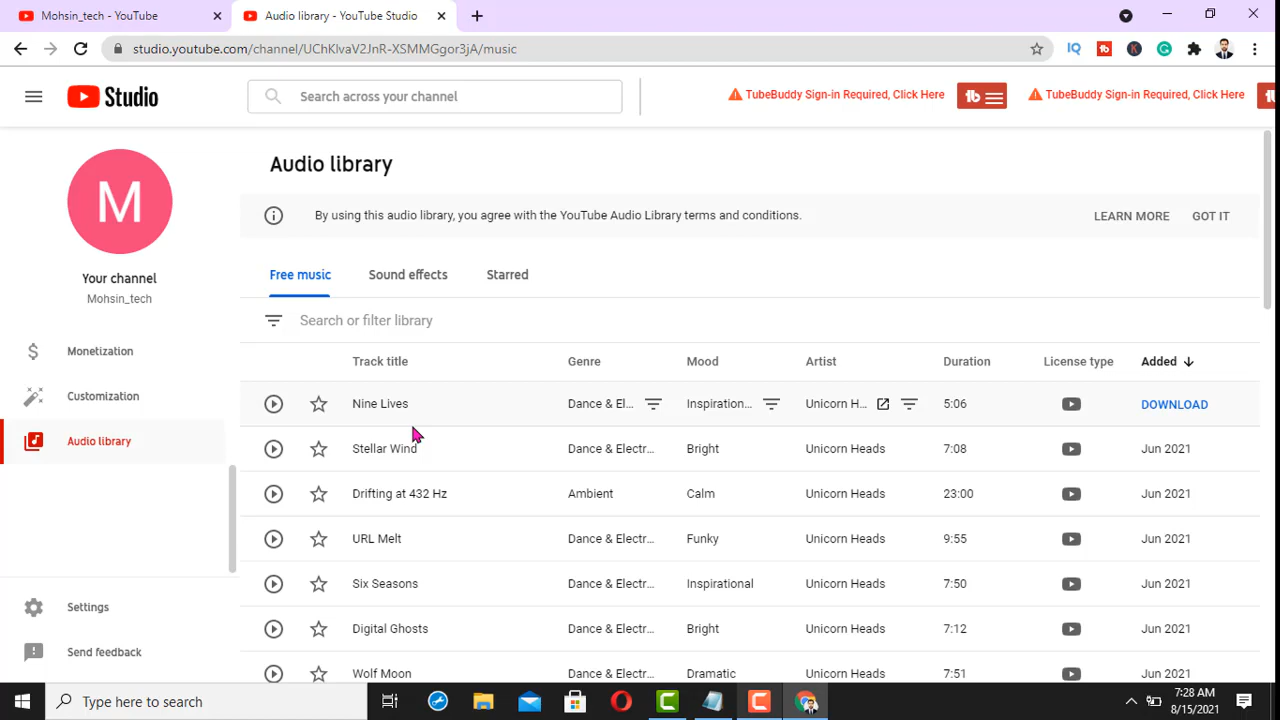 Mohsin_tech - YouTube
Audio library - YouTube Studio
studio.youtube.com/channel/UChKlvaV2JnR-XSMMGgor3jA/music
Studio
Search across your channel
TubeBuddy Sign-in Required, Click Here
tb
TubeBuddy Sign-in Required, Click Here
M
Your channel
Mohsin_tech
Monetization
Customization
Audio library
Settings
Send feedback
Audio library
By using this audio library, you agree with the YouTube Audio Library terms and conditions.
LEARN MORE
GOT IT
Free music
Sound effects
Starred
Search or filter library
Track title Genre Mood Artist Duration License type Added
Nine Lives Dance & El... Inspiration... Unicorn H... 5:06 DOWNLOAD
Stellar Wind Dance & Electr... Bright Unicorn Heads 7:08 Jun 2021
Drifting at 432 Hz Ambient Calm Unicorn Heads 23:00 Jun 2021
URL Melt Dance & Electr... Funky Unicorn Heads 9:55 Jun 2021
Six Seasons Dance & Electr... Inspirational Unicorn Heads 7:50 Jun 2021
Digital Ghosts Dance & Electr... Bright Unicorn Heads 7:12 Jun 2021
Wolf Moon Dance & Electr... Dramatic Unicorn Heads 7:51 Jun 2021
Type here to search
7:28 AM
8/15/2021